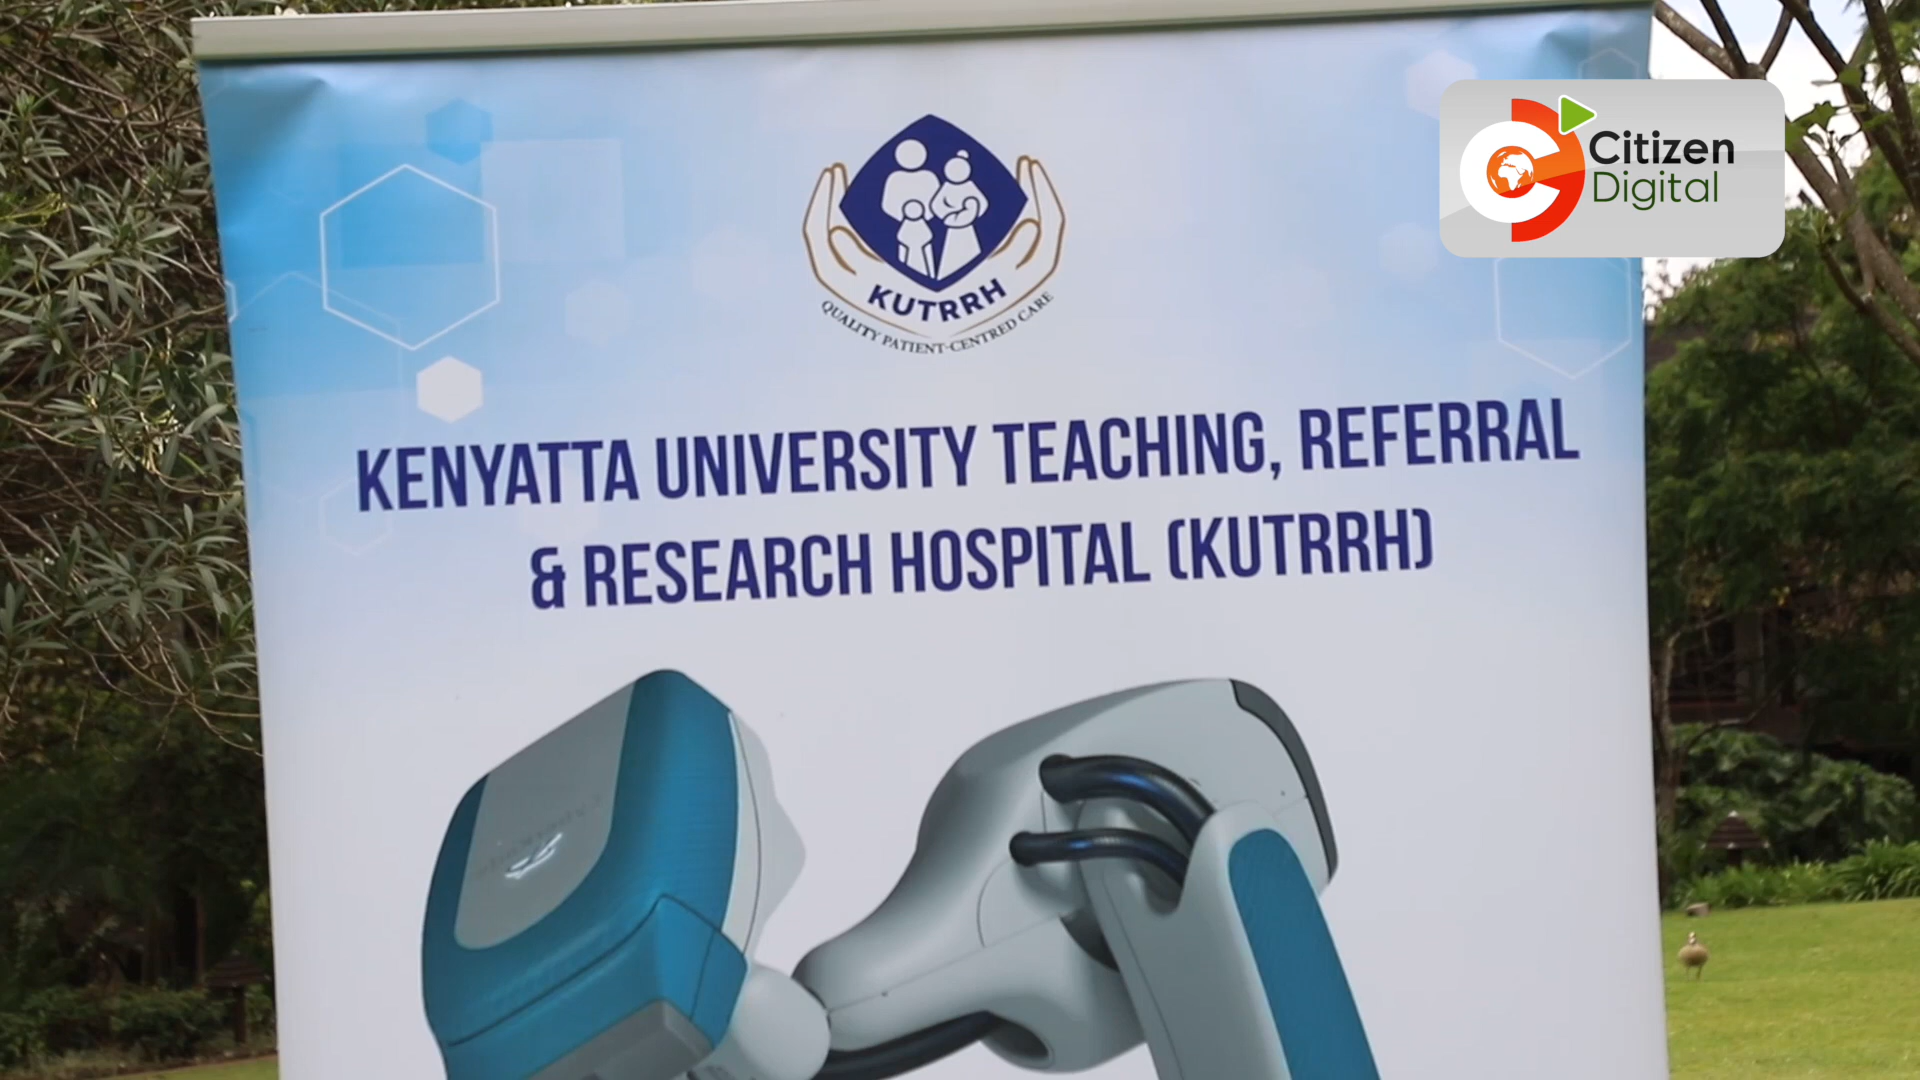 KUTRRH
QUALITY PATIENT-CENTRED CARE
KENYATTA UNIVERSITY TEACHING, REFERRAL
& RESEARCH HOSPITAL (KUTRRH)
Citizen
Digital